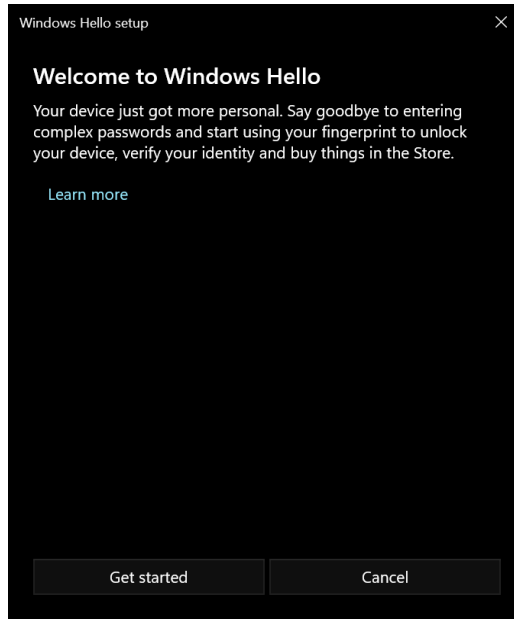 Windows Hello setup
Welcome to Windows Hello
Your device just got more personal. Say goodbye to entering
complex passwords and start using your fingerprint to unlock
your device, verify your identity and buy things in the Store.
Learn more
Get started
Cancel